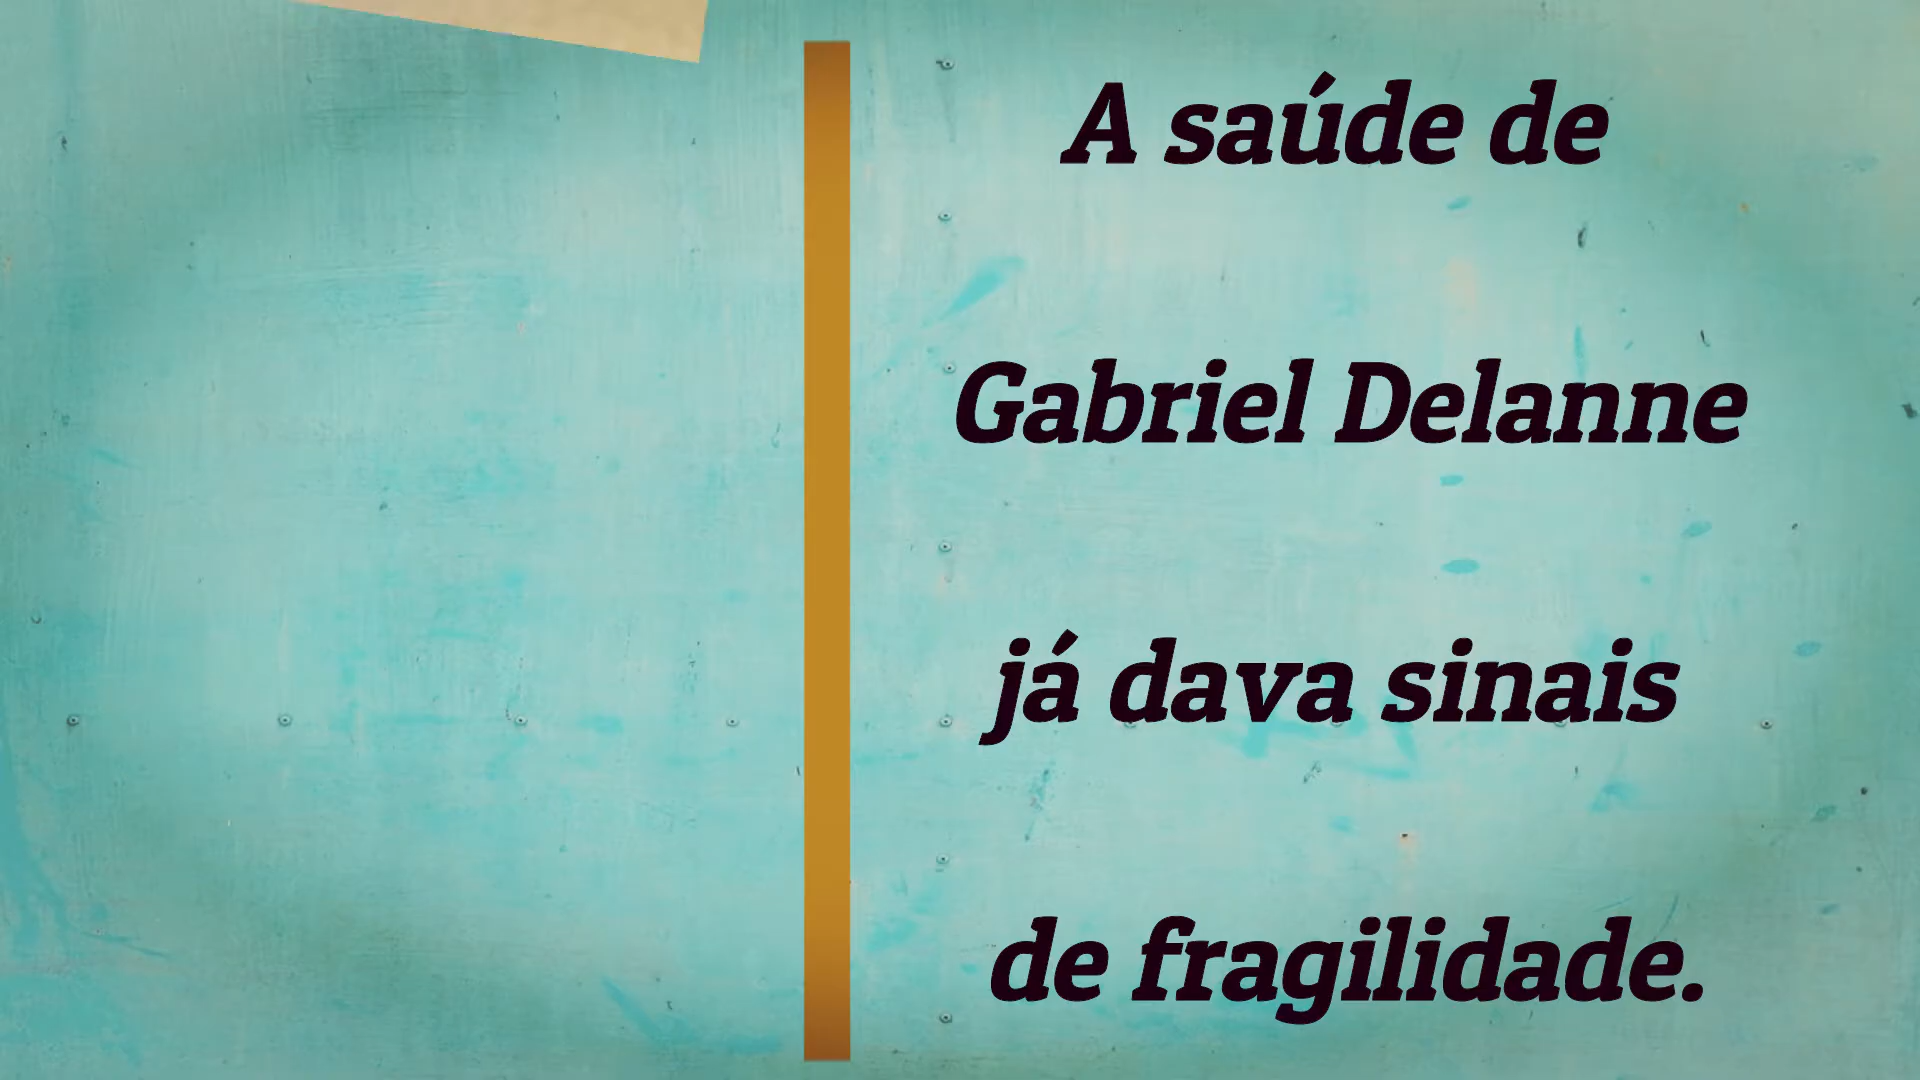 A saúde de
Gabriel Delanne
já dava sinais
de fragilidade.